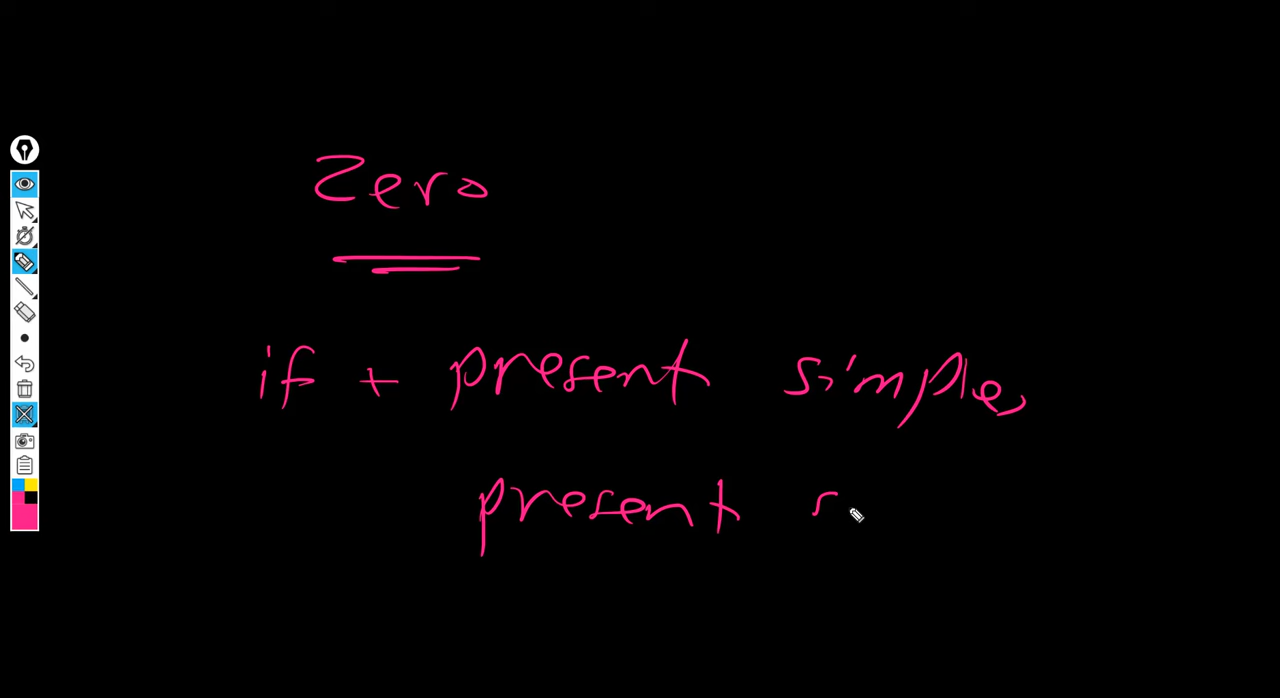 Zero
if + present simple,
present s